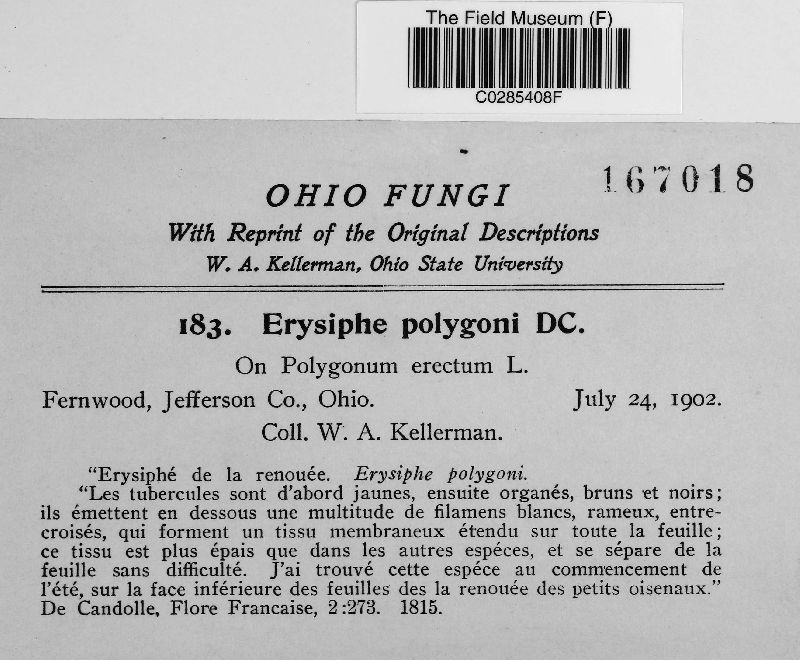 The Field Museum (F)
C0285408F
167018
OHIO FUNGI
With Reprint of the Original Descriptions
W. A. Kellerman, Ohio State University
183. Erysiphe polygoni DC.
On Polygonum erectum L.
Fernwood, Jefferson Co., Ohio. July 24, 1902.
Coll. W. A. Kellerman.
“Erysiphé de la renouée. Erysiphe polygoni.
“Les tubercules sont d’abord jaunes, ensuite organés, bruns et noirs;
ils émettent en dessous une multitude de filamens blancs, rameux, entre-
croisés, qui forment un tissu membraneux étendu sur toute la feuille;
ce tissu est plus épais que dans les autres espéces, et se sépare de la
feuille sans difficulté. J’ai trouvé cette espéce au commencement de
l’été, sur la face inférieure des feuilles des la renouée des petits oisenaux.”
De Candolle, Flore Francaise, 2:273. 1815.